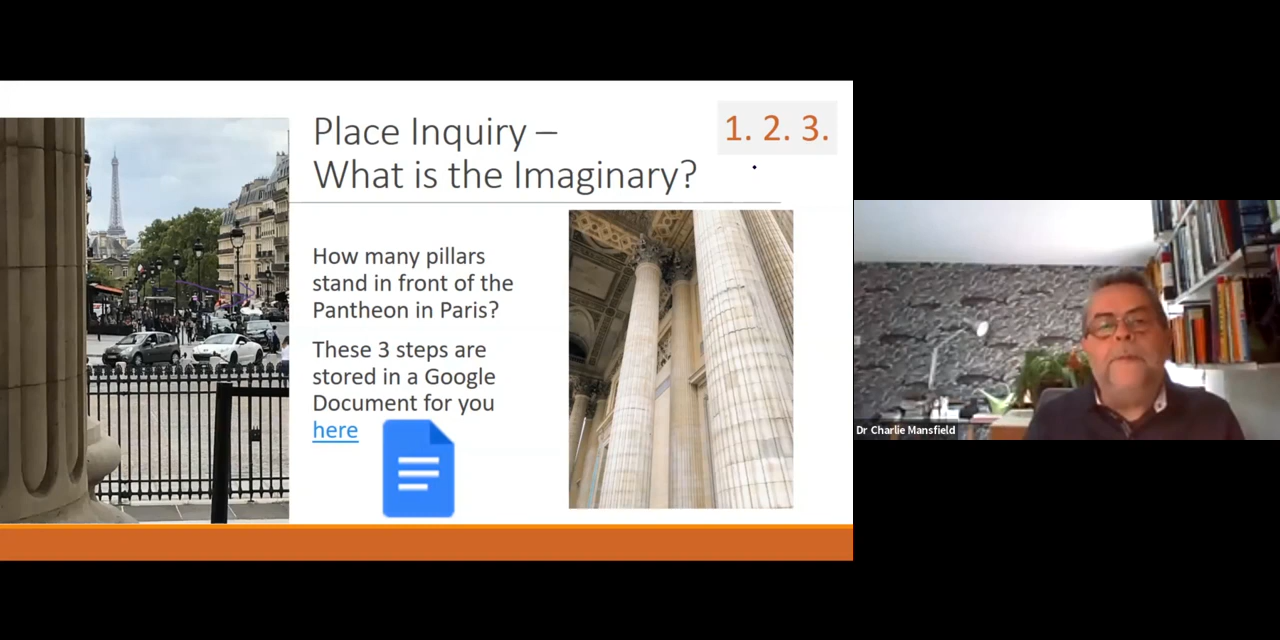 Place Inquiry –
What is the Imaginary?
1. 2. 3.
How many pillars
stand in front of the
Pantheon in Paris?
These 3 steps are
stored in a Google
Document for you
here
Dr Charlie Mansfield